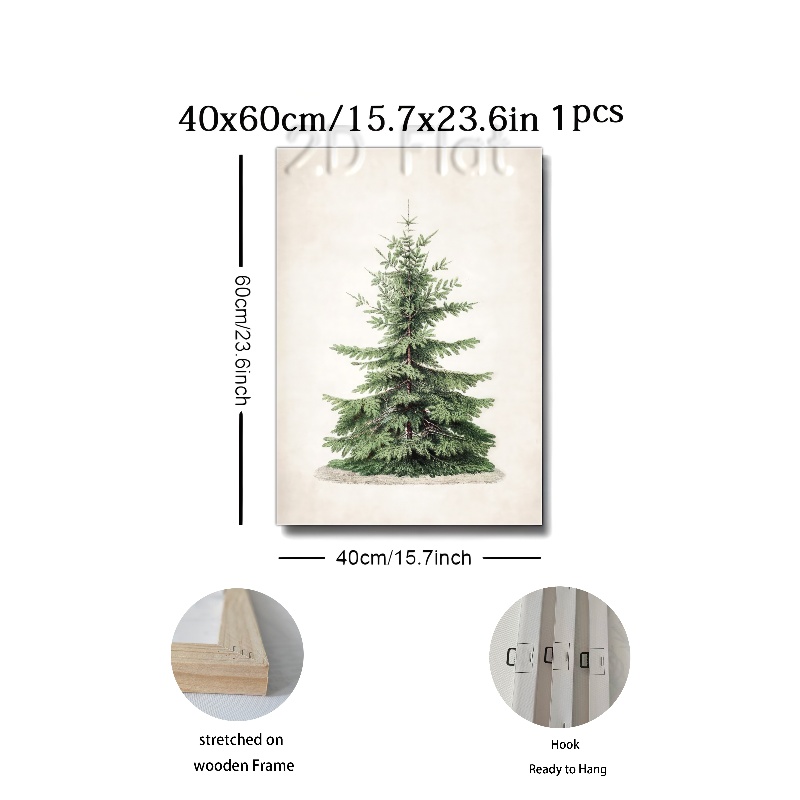 40x60cm/15.7x23.6in 1pcs
2D Flat
60cm/23.6inch
40cm/15.7inch
stretched on
wooden Frame
Hook
Ready to Hang